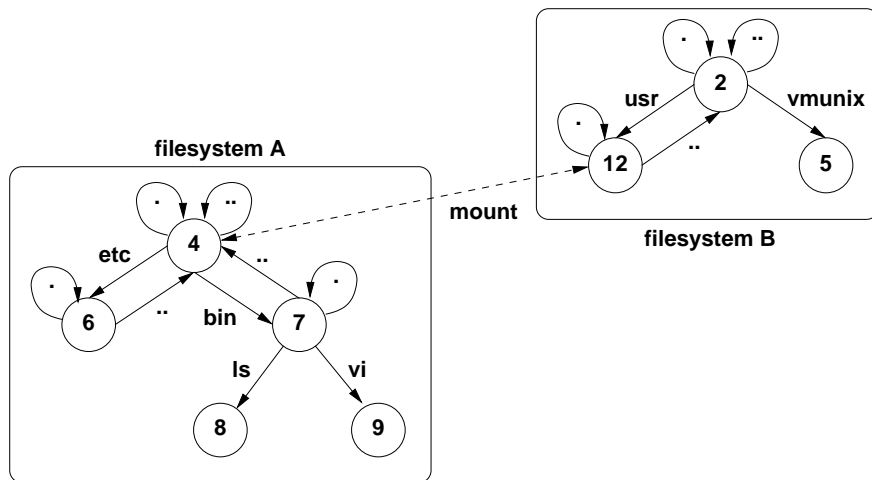 . ..
2
usr vmunix
.
12 .. 5
filesystem A
mount
filesystem B
. ..
4
etc ..
. .
6 .. bin 7
ls vi
8 9